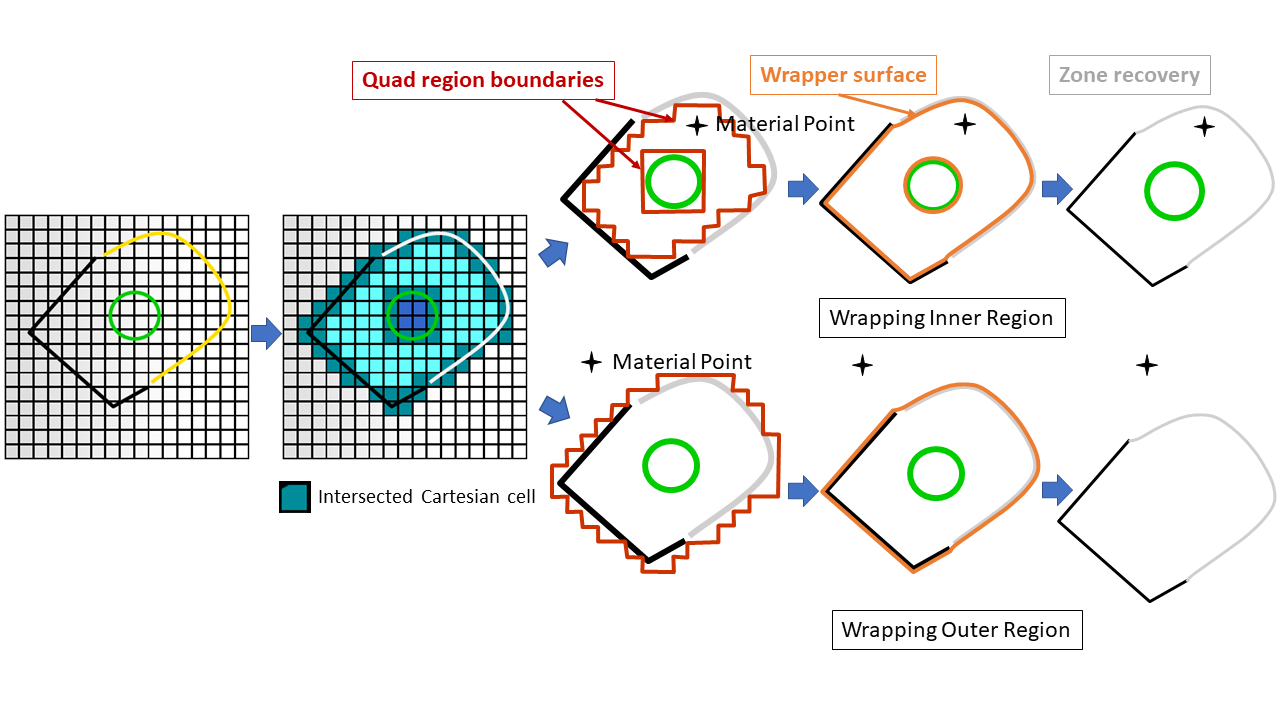 Quad region boundaries
Wrapper surface
Zone recovery
Material Point
Wrapping Inner Region
Material Point
Intersected Cartesian cell
Wrapping Outer Region